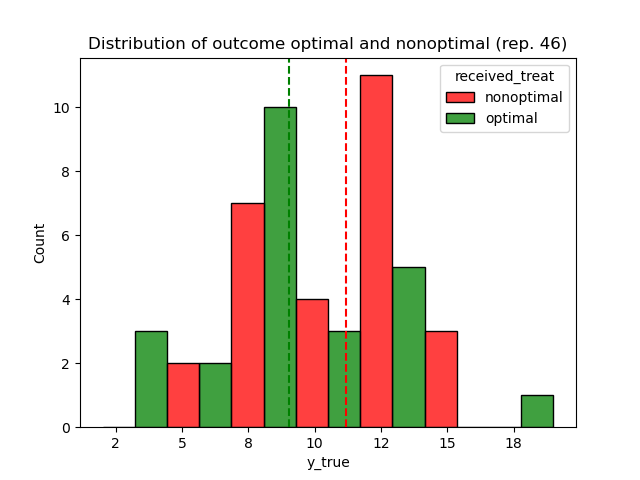 Distribution of outcome optimal and nonoptimal (rep. 46)
received_treat
nonoptimal
optimal
Count
10
8
6
4
2
0
2 5 8 10 12 15 18
y_true